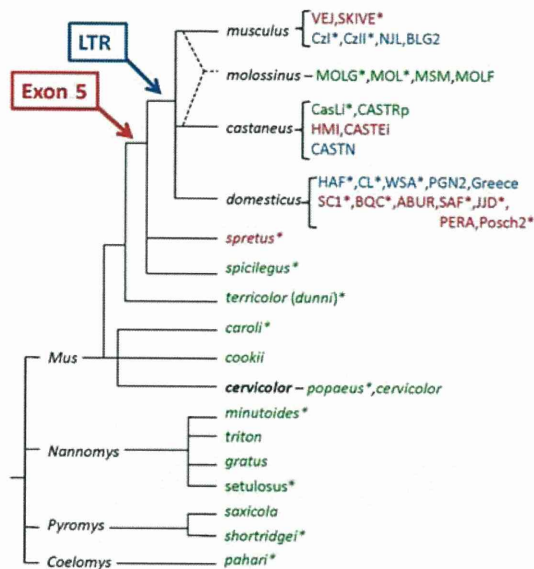 LTR
Exon 5
musculus
VEJ,SKIVE*
CzI*,CzII*,NJL,BLG2
molossinus – MOLG*,MOL*,MSM,MOLF
castaneus
CasLi*,CASTRp
HMI,CASTEi
CASTN
domesticus
HAF*,CL*,WSA*,PGN2,Greece
SC1*,BQC*,ABUR,SAF*,JJD*,
PERA,Posch2*
spretus*
spicilegus*
terricolor (dunni)*
Mus
caroli*
cookii
cervicolor – popaeus*,cervicolor
Nannomys
minutoides*
triton
gratus
setulosus*
Pyromys
saxicola
shortridgei*
Coelomys
pahari*